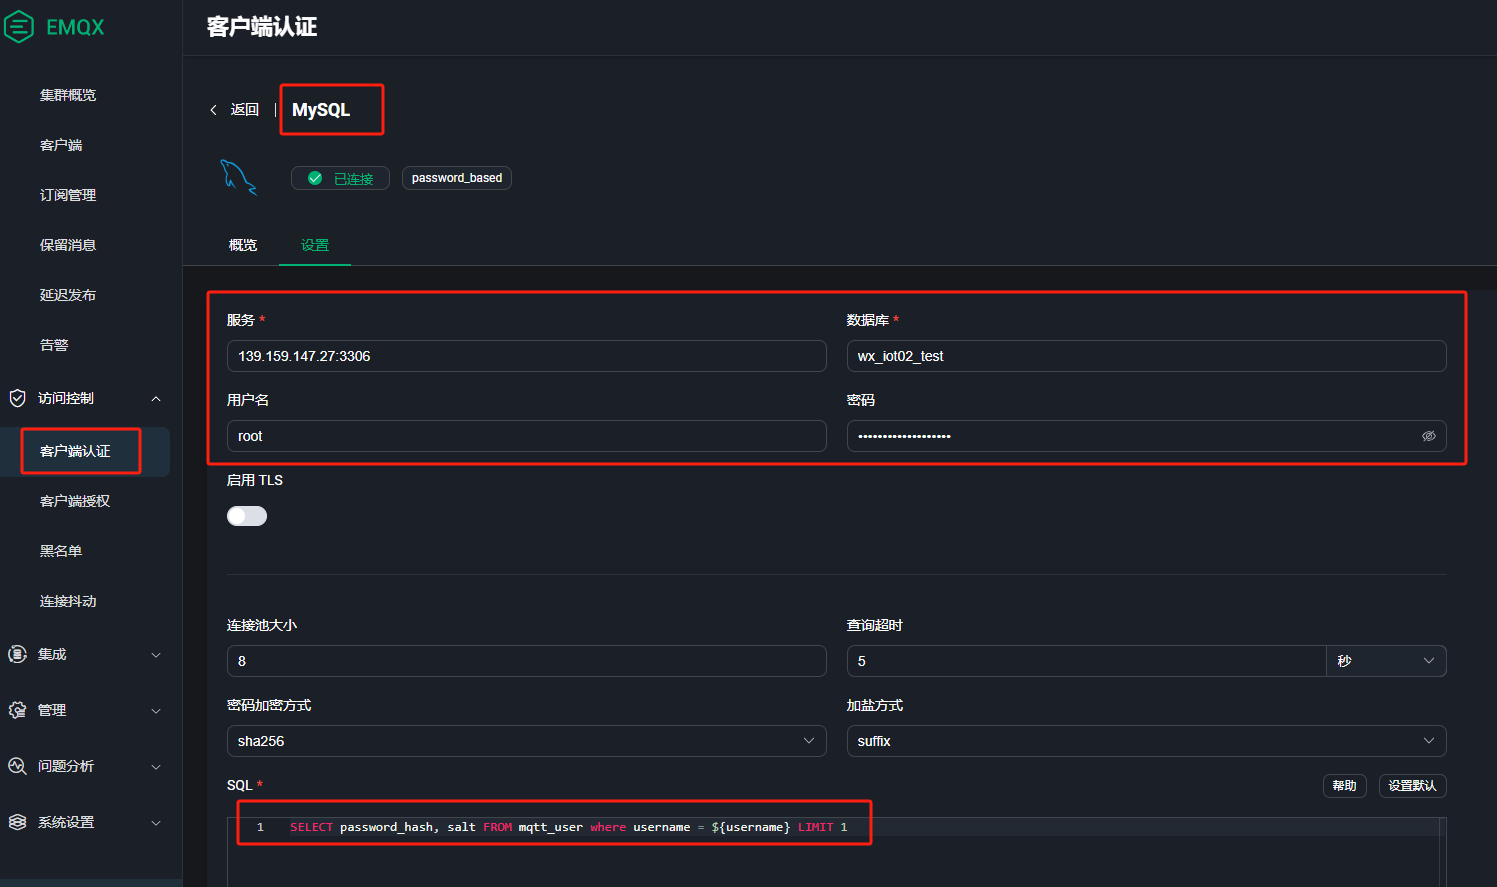 EMQX
客户端认证
集群概览
客户端
订阅管理
保留消息
延迟发布
告警
访问控制
客户端认证
客户端授权
黑名单
连接抖动
集成
管理
问题分析
系统设置
返回 | MySQL
已连接 password_based
概览 设置
服务 * 数据库 *
139.159.147.27:3306 wx_iot02_test
用户名 密码
root •••••••••••••••••••
启用 TLS
连接池大小 查询超时
8 5 秒
密码加密方式 加盐方式
sha256 suffix
SQL * 帮助 设置默认
1 SELECT password_hash, salt FROM mqtt_user where username = ${username} LIMIT 1